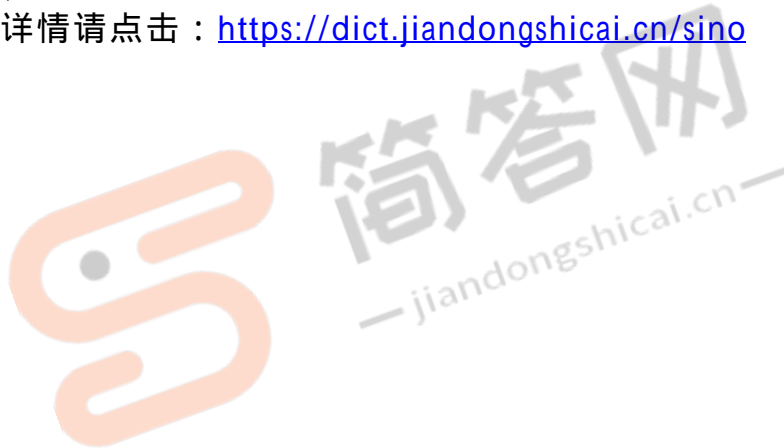 详情请点击：https://dict.jiandongshicai.cn/sino
简答网
jiandongshicai.cn